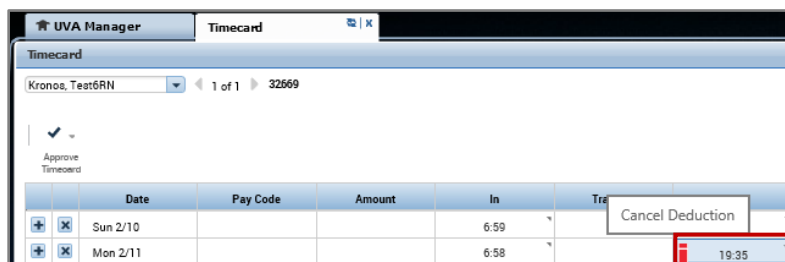 UVA Manager Timecard
Timecard
Kronos, Test6RN 1 of 1 32669
Approve
Timecard
Date Pay Code Amount In Tra
Cancel Deduction
Sun 2/10 6:59
Mon 2/11 6:58 19:35